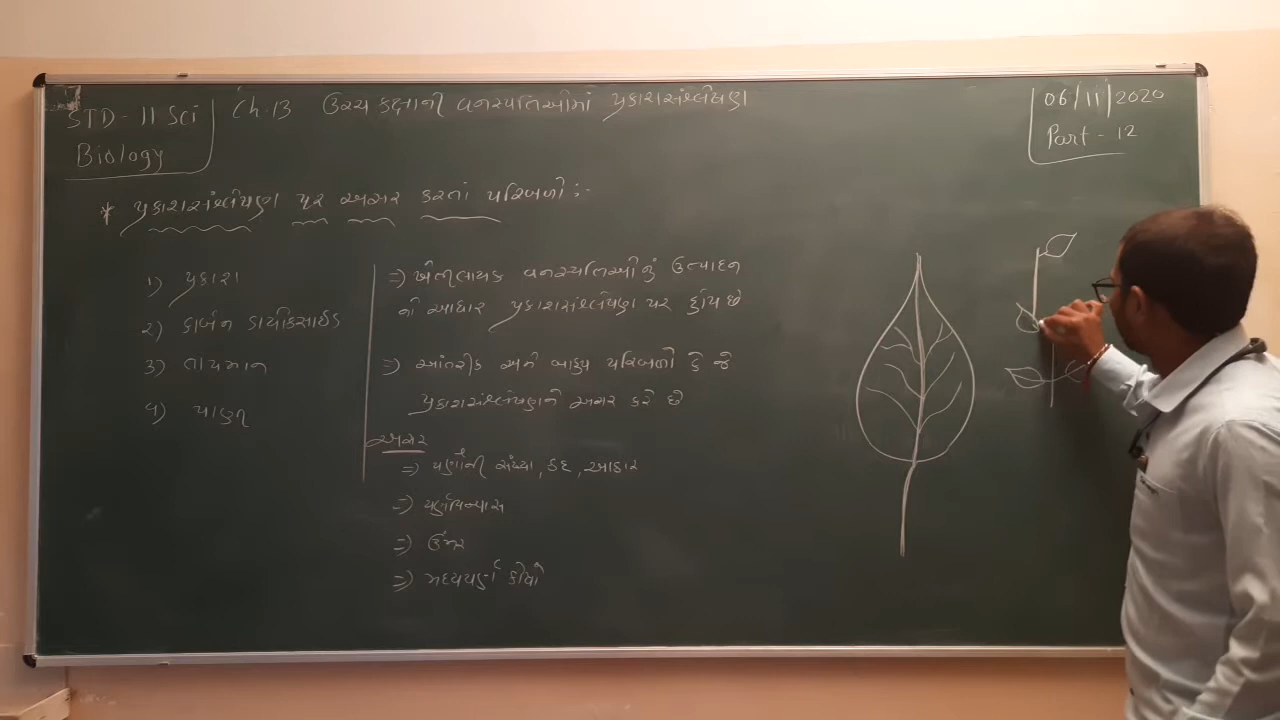 STD - 11 Sci
Biology
Ch.13 ઉચ્ચ કક્ષાની વનસ્પતિઓમાં પ્રકાશસંશ્લેષણ
06/11/2020
Part - 12
* પ્રકાશસંશ્લેષણ પર અસર કરતાં પરિબળો :-
1) પ્રકાશ
2) કાર્બન ડાયોકસાઈડ
3) તાપમાન
4) પાણી
=) ખેતીલાયક વનસ્પતિઓનું ઉત્પાદન
નો આધાર પ્રકાશસંશ્લેષણ પર હોય છે
=) આંતરીક અને બાહ્ય પરિબળો કે જે
પ્રકાશસંશ્લેષણને અસર કરે છે
અસર
=) પર્ણોની સંખ્યા, કદ, આકાર
=) પર્ણવિન્યાસ
=) ઉંમર
=) મધ્યપર્ણ કોષો